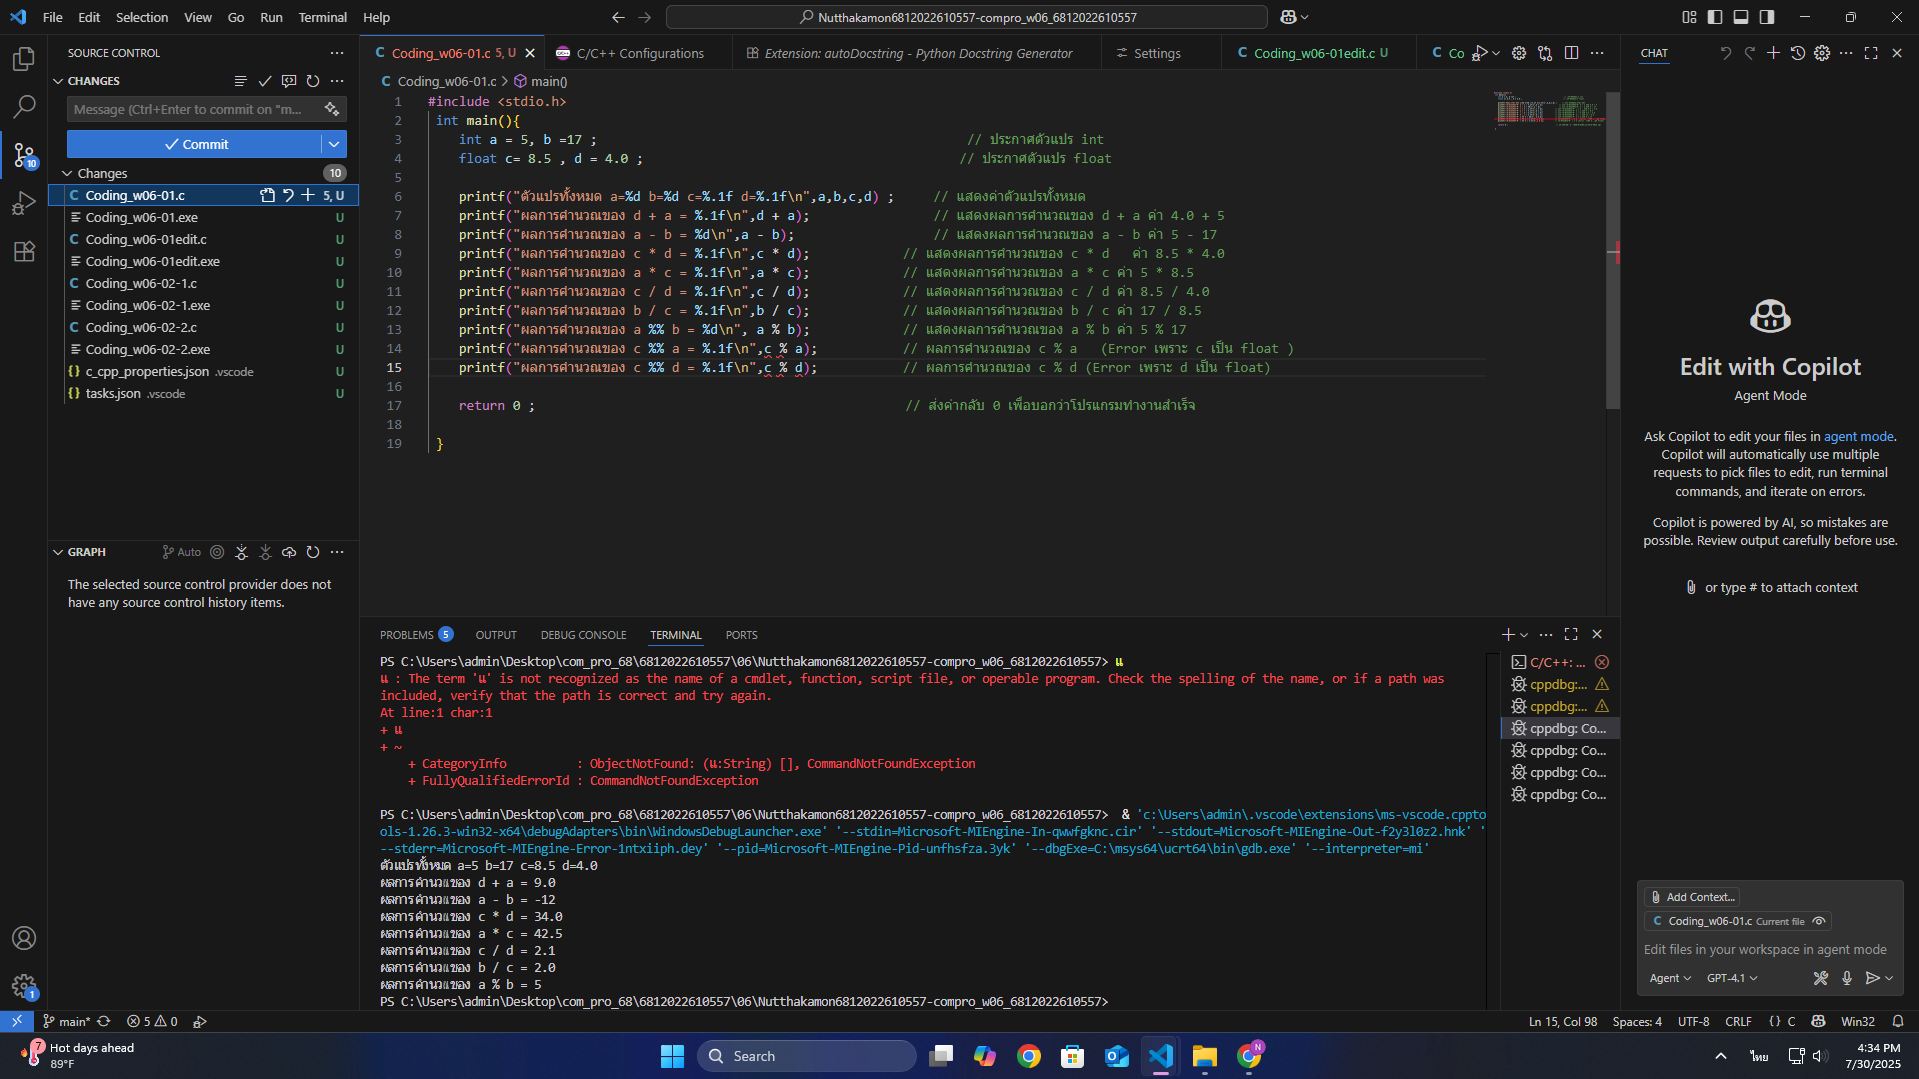 File Edit Selection View Go Run Terminal Help
Nutthakamon6812022610557-compro_w06_6812022610557
SOURCE CONTROL
CHANGES
Message (Ctrl+Enter to commit on "m...
Commit
Changes 10
Coding_w06-01.c 5, U
Coding_w06-01.exe U
Coding_w06-01edit.c U
Coding_w06-01edit.exe U
Coding_w06-02-1.c U
Coding_w06-02-1.exe U
Coding_w06-02-2.c U
Coding_w06-02-2.exe U
c_cpp_properties.json .vscode U
tasks.json .vscode U
GRAPH Auto
The selected source control provider does not
have any source control history items.
Coding_w06-01.c 5, U C/C++ Configurations Extension: autoDocstring - Python Docstring Generator Settings Coding_w06-01edit.c U Co
Coding_w06-01.c > main()
1 #include <stdio.h>
2 int main(){
3 int a = 5, b =17 ; // ประกาศตัวแปร int
4 float c= 8.5 , d = 4.0 ; // ประกาศตัวแปร float
5
6 printf("ตัวแปรทั้งหมด a=%d b=%d c=%.1f d=%.1f\n",a,b,c,d) ; // แสดงค่าตัวแปรทั้งหมด
7 printf("ผลการคำนวณของ d + a = %.1f\n",d + a); // แสดงผลการคำนวณของ d + a ค่า 4.0 + 5
8 printf("ผลการคำนวณของ a - b = %d\n",a - b); // แสดงผลการคำนวณของ a - b ค่า 5 - 17
9 printf("ผลการคำนวณของ c * d = %.1f\n",c * d); // แสดงผลการคำนวณของ c * d ค่า 8.5 * 4.0
10 printf("ผลการคำนวณของ a * c = %.1f\n",a * c); // แสดงผลการคำนวณของ a * c ค่า 5 * 8.5
11 printf("ผลการคำนวณของ c / d = %.1f\n",c / d); // แสดงผลการคำนวณของ c / d ค่า 8.5 / 4.0
12 printf("ผลการคำนวณของ b / c = %.1f\n",b / c); // แสดงผลการคำนวณของ b / c ค่า 17 / 8.5
13 printf("ผลการคำนวณของ a %% b = %d\n", a % b); // แสดงผลการคำนวณของ a % b ค่า 5 % 17
14 printf("ผลการคำนวณของ c %% a = %.1f\n",c % a); // ผลการคำนวณของ c % a (Error เพราะ c เป็น float )
15 printf("ผลการคำนวณของ c %% d = %.1f\n",c % d); // ผลการคำนวณของ c % d (Error เพราะ d เป็น float)
16
17 return 0 ; // ส่งค่ากลับ 0 เพื่อบอกว่าโปรแกรมทำงานสำเร็จ
18
19 }
PROBLEMS 5 OUTPUT DEBUG CONSOLE TERMINAL PORTS
PS C:\Users\admin\Desktop\com_pro_68\6812022610557\06\Nutthakamon6812022610557-compro_w06_6812022610557> แ
แ : The term 'แ' is not recognized as the name of a cmdlet, function, script file, or operable program. Check the spelling of the name, or if a path was
included, verify that the path is correct and try again.
At line:1 char:1
+ แ
+ ~
+ CategoryInfo : ObjectNotFound: (แ:String) [], CommandNotFoundException
+ FullyQualifiedErrorId : CommandNotFoundException
PS C:\Users\admin\Desktop\com_pro_68\6812022610557\06\Nutthakamon6812022610557-compro_w06_6812022610557> & 'c:\Users\admin\.vscode\extensions\ms-vscode.cppto
ols-1.26.3-win32-x64\debugAdapters\bin\WindowsDebugLauncher.exe' '--stdin=Microsoft-MIEngine-In-qwwfgknc.cir' '--stdout=Microsoft-MIEngine-Out-f2y3l0z2.hnk' '
--stderr=Microsoft-MIEngine-Error-1ntxiiph.dey' '--pid=Microsoft-MIEngine-Pid-unfhsfza.3yk' '--dbgExe=C:\msys64\ucrt64\bin\gdb.exe' '--interpreter=mi'
ตัวแปรทั้งหมด a=5 b=17 c=8.5 d=4.0
ผลการคำนวณของ d + a = 9.0
ผลการคำนวณของ a - b = -12
ผลการคำนวณของ c * d = 34.0
ผลการคำนวณของ a * c = 42.5
ผลการคำนวณของ c / d = 2.1
ผลการคำนวณของ b / c = 2.0
ผลการคำนวณของ a % b = 5
PS C:\Users\admin\Desktop\com_pro_68\6812022610557\06\Nutthakamon6812022610557-compro_w06_6812022610557>
C/C++: ...
cppdbg:...
cppdbg:...
cppdbg: Co...
cppdbg: Co...
cppdbg: Co...
cppdbg: Co...
CHAT
Edit with Copilot
Agent Mode
Ask Copilot to edit your files in agent mode.
Copilot will automatically use multiple
requests to pick files to edit, run terminal
commands, and iterate on errors.
Copilot is powered by AI, so mistakes are
possible. Review output carefully before use.
or type # to attach context
Add Context...
Coding_w06-01.c Current file
Edit files in your workspace in agent mode
Agent GPT-4.1
10
1
main* 5 0
Ln 15, Col 98 Spaces: 4 UTF-8 CRLF {} C Win32
7
Hot days ahead
89°F
Search
N
ไทย
4:34 PM
7/30/2025